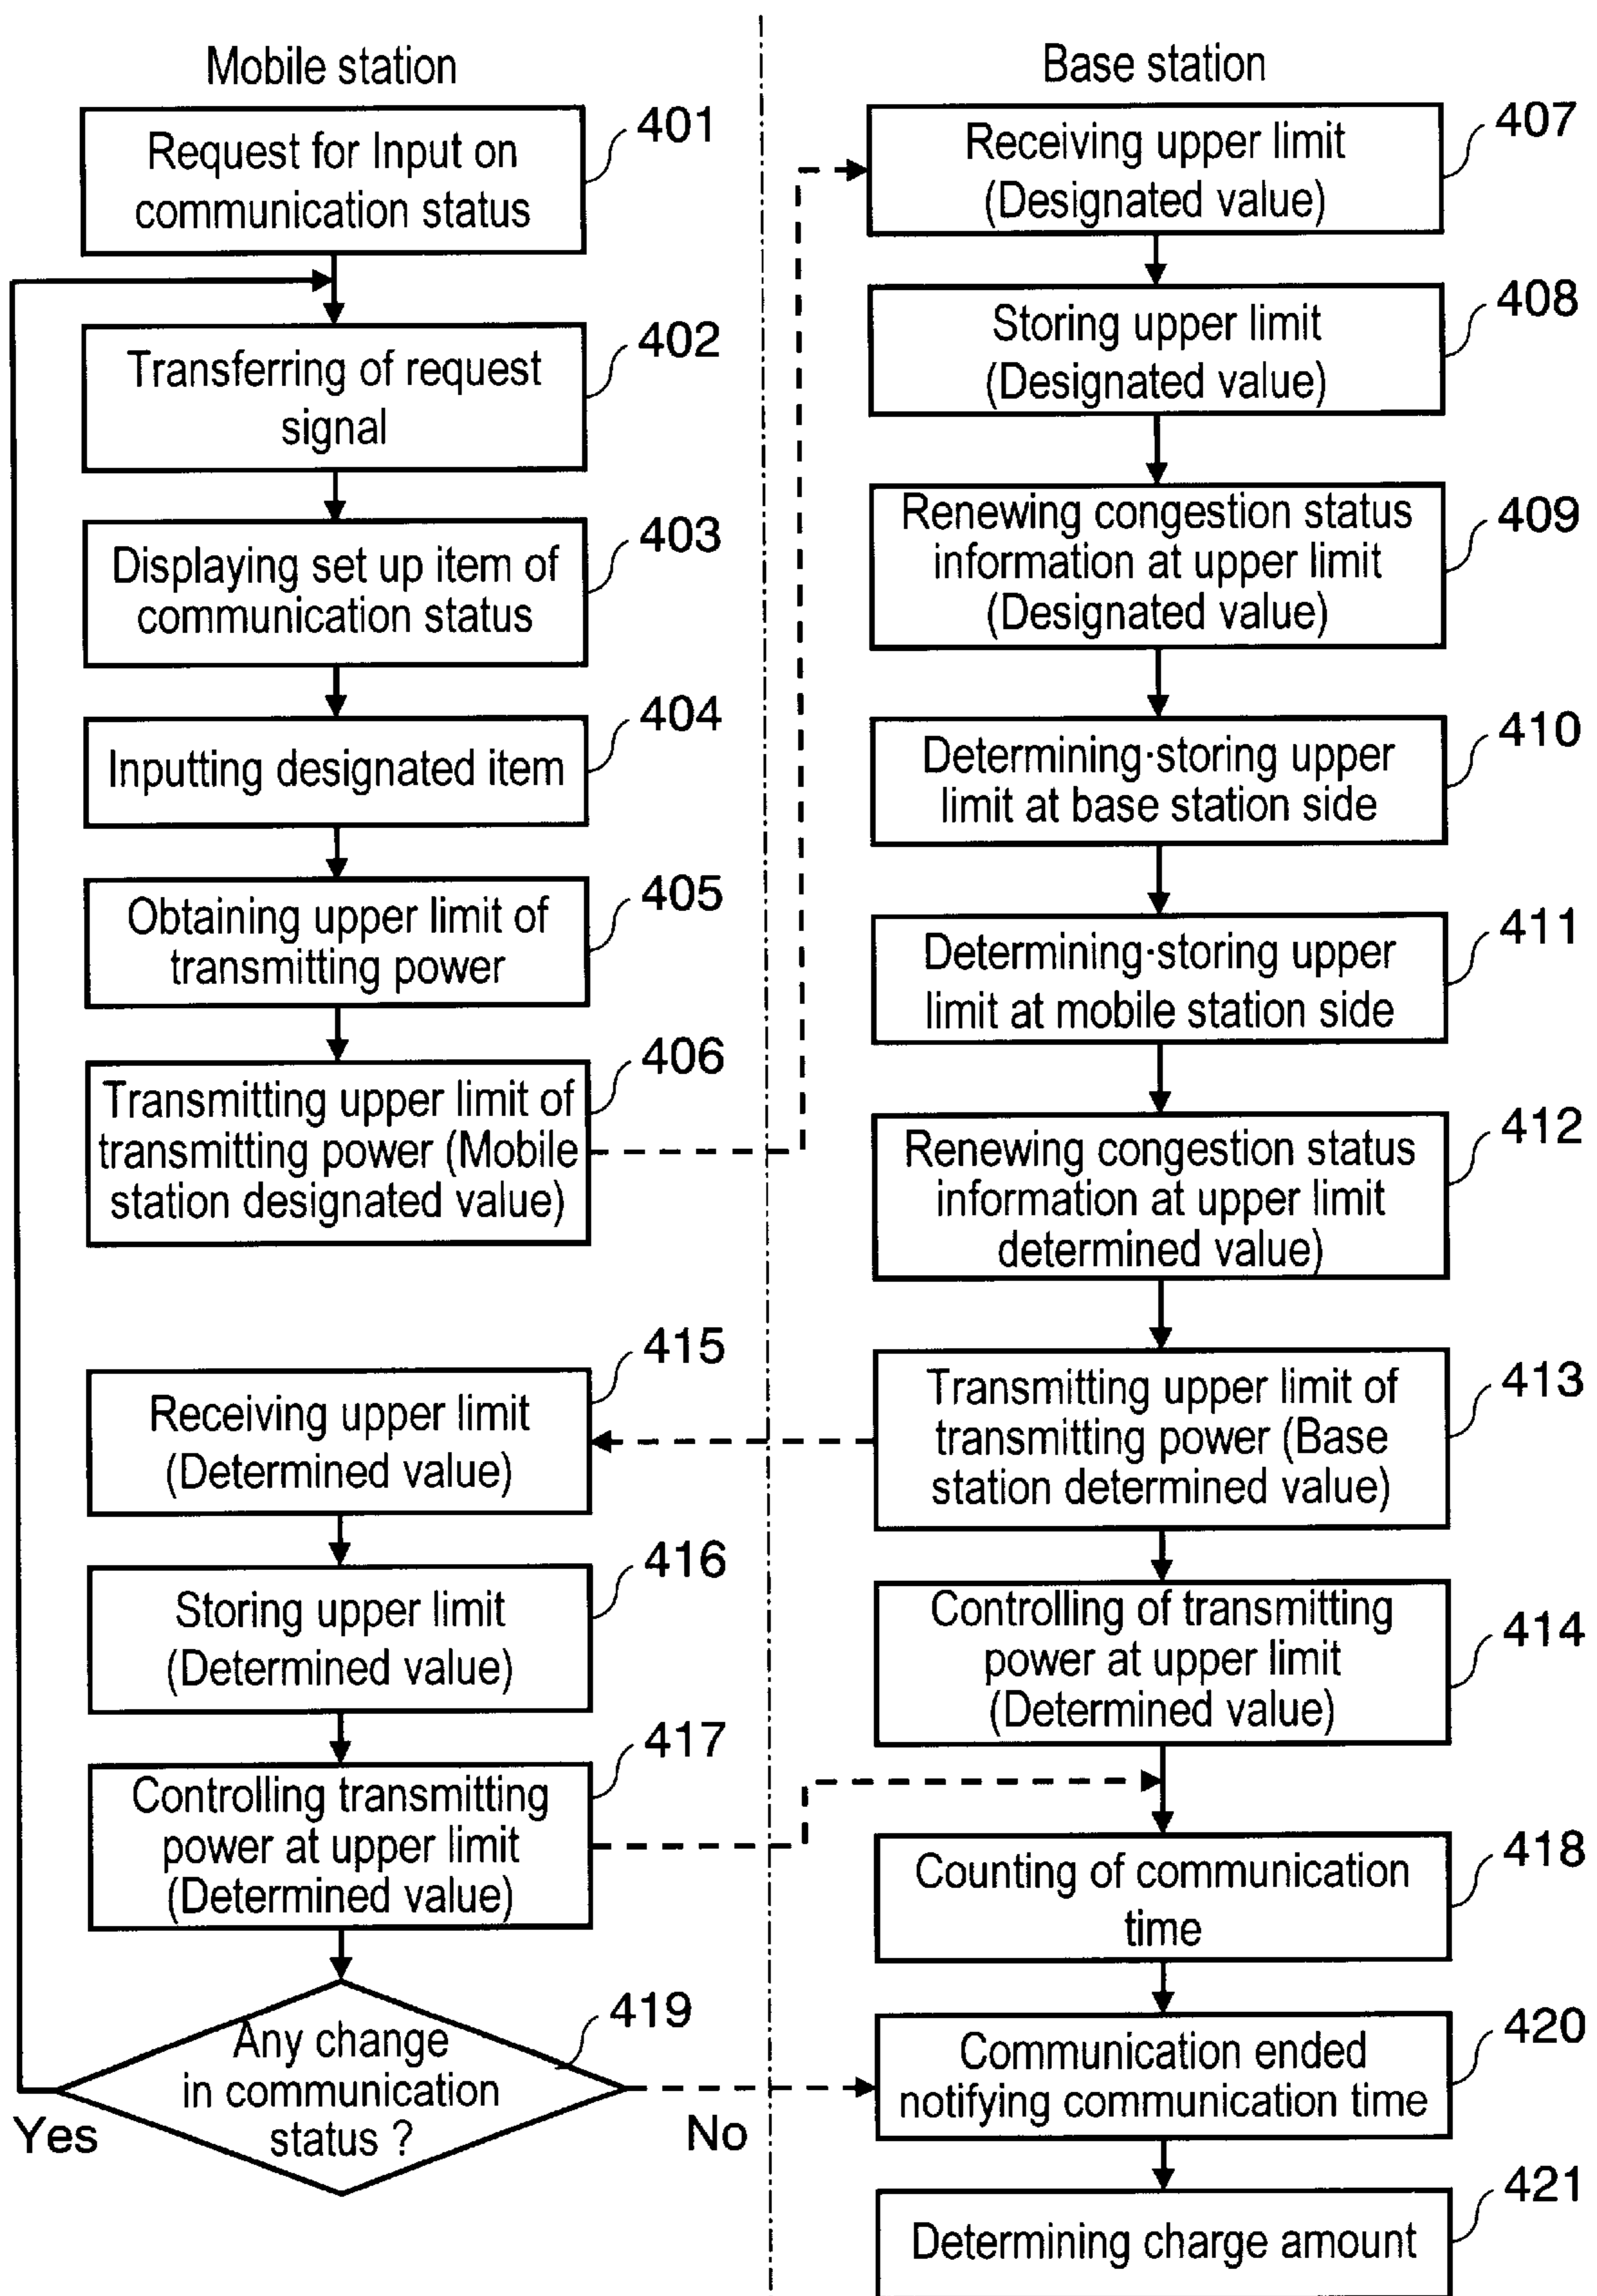 Mobile station
Request for Input on
communication status
401
Transferring of request
signal
402
Displaying set up item of
communication status
403
Inputting designated item
404
Obtaining upper limit of
transmitting power
405
Transmitting upper limit of
transmitting power (Mobile
station designated value)
406
Receiving upper limit
(Determined value)
415
Storing upper limit
(Determined value)
416
Controlling transmitting
power at upper limit
(Determined value)
417
Any change
in communication
status ?
419
Yes
No
Base station
Receiving upper limit
(Designated value)
407
Storing upper limit
(Designated value)
408
Renewing congestion status
information at upper limit
(Designated value)
409
Determining·storing upper
limit at base station side
410
Determining·storing upper
limit at mobile station side
411
Renewing congestion status
information at upper limit
determined value)
412
Transmitting upper limit of
transmitting power (Base
station determined value)
413
Controlling of transmitting
power at upper limit
(Determined value)
414
Counting of communication
time
418
Communication ended
notifying communication time
420
Determining charge amount
421